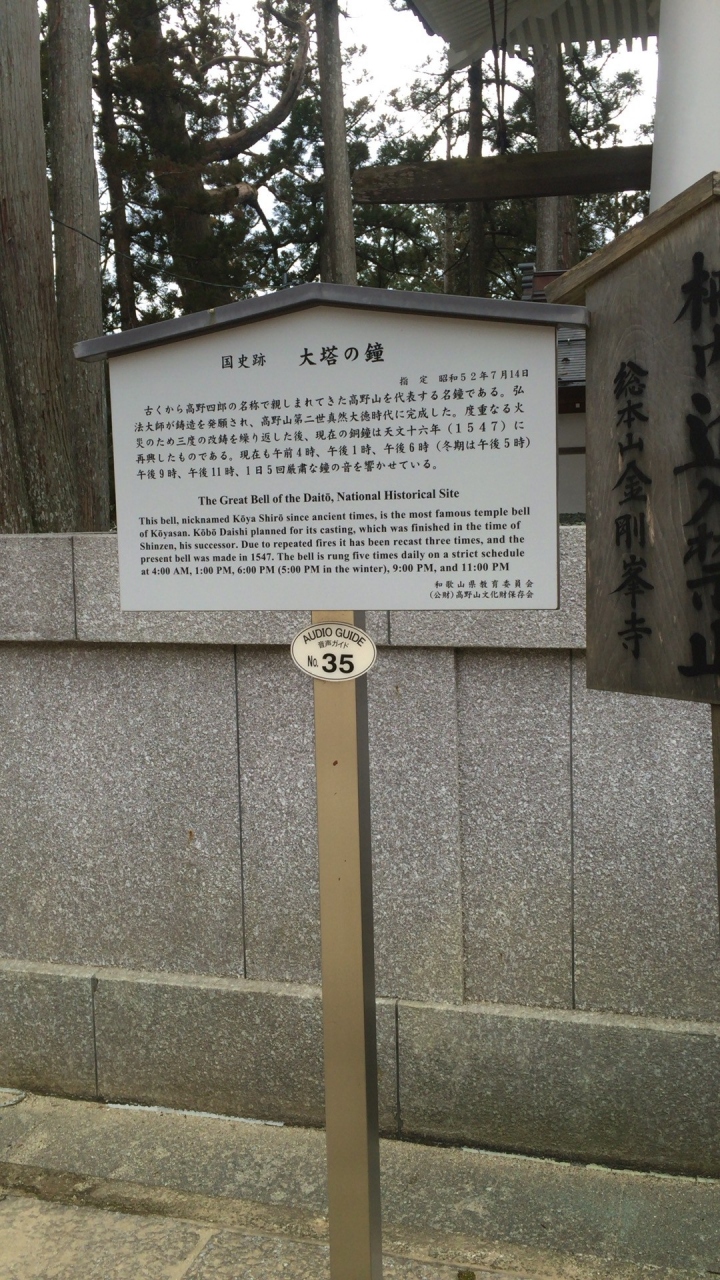 国史跡 大塔の鐘
指定 昭和52年7月14日
古くから高野四郎の名称で親しまれてきた高野山を代表する名鐘である。弘
法大師が鋳造を発願され、高野山第二世真然大徳時代に完成した。度重なる火
災のため三度の改鋳を繰り返した後、現在の銅鐘は天文十六年(1547)に
再興したものである。現在も午前4時、午後1時、午後6時(冬期は午後5時)
午後9時、午後11時、1日5回厳粛な鐘の音を響かせている。
The Great Bell of the Daitō, National Historical Site
This bell, nicknamed Kōya Shirō since ancient times, is the most famous temple bell
of Kōyasan. Kōbō Daishi planned for its casting, which was finished in the time of
Shinzen, his successor. Due to repeated fires it has been recast three times, and the
present bell was made in 1547. The bell is rung five times daily on a strict schedule
at 4:00 AM, 1:00 PM, 6:00 PM (5:00 PM in the winter), 9:00 PM, and 11:00 PM
和歌山県教育委員会
(公財)高野山文化財保存会
AUDIO GUIDE
音声ガイド
No. 35
柵内立入禁止
総本山金剛峯寺